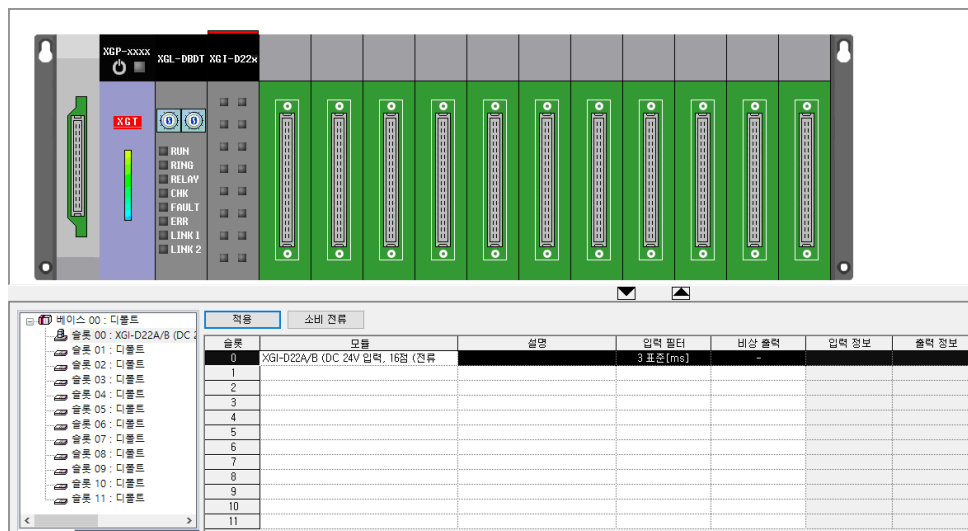 XGP-xxxx XGL-DBDT XGI-D22x
XGT
0 0
RUN
RING
RELAY
CHK
FAULT
ERR
LINK 1
LINK 2
베이스 00 : 디폴트
슬롯 00 : XGI-D22A/B (DC 2
슬롯 01 : 디폴트
슬롯 02 : 디폴트
슬롯 03 : 디폴트
슬롯 04 : 디폴트
슬롯 05 : 디폴트
슬롯 06 : 디폴트
슬롯 07 : 디폴트
슬롯 08 : 디폴트
슬롯 09 : 디폴트
슬롯 10 : 디폴트
슬롯 11 : 디폴트
적용 소비 전류
슬롯 모듈 설명 입력 필터 비상 출력 입력 정보 출력 정보
0 XGI-D22A/B (DC 24V 입력, 16점 (전류 3 표준[ms] -
1
2
3
4
5
6
7
8
9
10
11